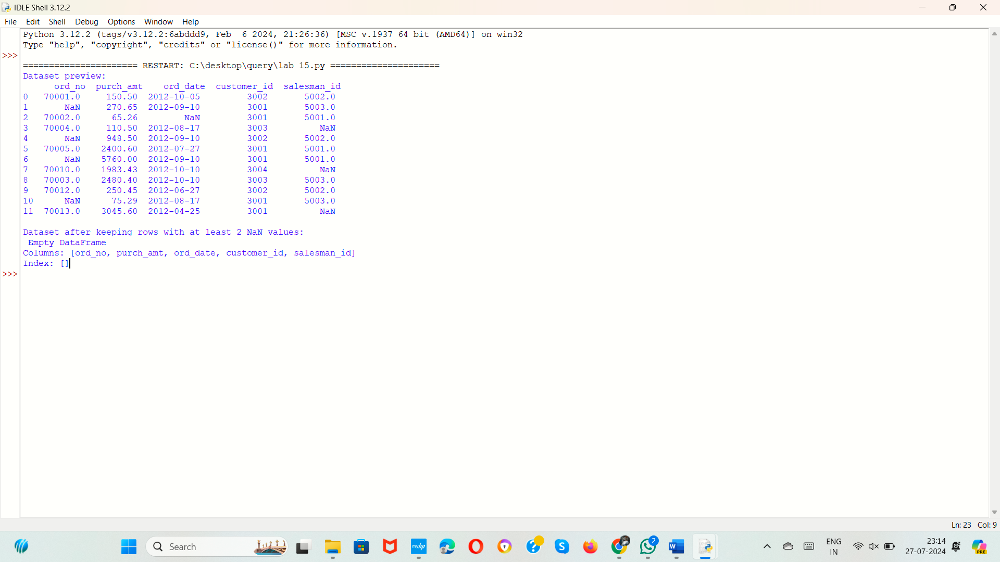 IDLE Shell 3.12.2
File Edit Shell Debug Options Window Help
Python 3.12.2 (tags/v3.12.2:6abddd9, Feb  6 2024, 21:26:36) [MSC v.1937 64 bit (AMD64)] on win32
Type "help", "copyright", "credits" or "license()" for more information.
>>>
====================== RESTART: C:\desktop\query\lab 15.py =====================
Dataset preview:
      ord_no  purch_amt    ord_date  customer_id  salesman_id
0   70001.0     150.50  2012-10-05         3002       5002.0
1       NaN     270.65  2012-09-10         3001       5003.0
2   70002.0      65.26         NaN         3001       5001.0
3   70004.0     110.50  2012-08-17         3003          NaN
4       NaN     948.50  2012-09-10         3002       5002.0
5   70005.0    2400.60  2012-07-27         3001       5001.0
6       NaN    5760.00  2012-09-10         3001       5001.0
7   70010.0    1983.43  2012-10-10         3004          NaN
8   70003.0    2480.40  2012-10-10         3003       5003.0
9   70012.0     250.45  2012-06-27         3002       5002.0
10      NaN      75.29  2012-08-17         3001       5003.0
11  70013.0    3045.60  2012-04-25         3001          NaN
Dataset after keeping rows with at least 2 NaN values:
 Empty DataFrame
Columns: [ord_no, purch_amt, ord_date, customer_id, salesman_id]
Index: []
>>>
Ln: 23 Col: 9
Search
myhp
S
2
W
ENG
IN
23:14
27-07-2024
PRE